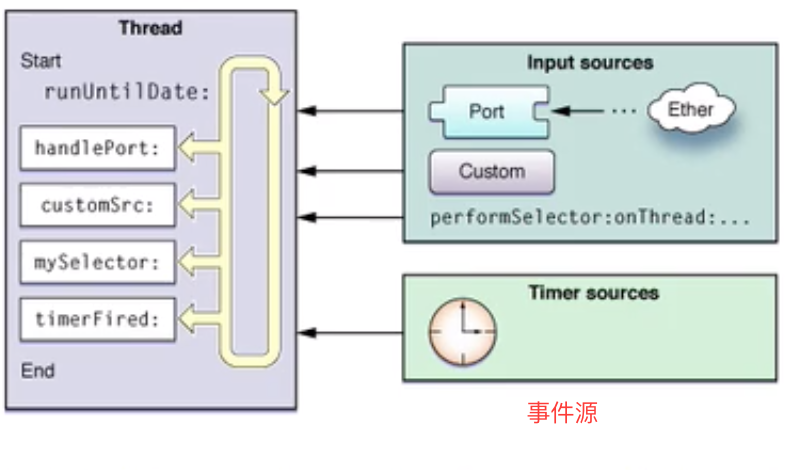 Thread
Start
runUntilDate:
handlePort:
customSrc:
mySelector:
timerFired:
End
Input sources
Port
...
Ether
Custom
performSelector:onThread:...
Timer sources
事件源